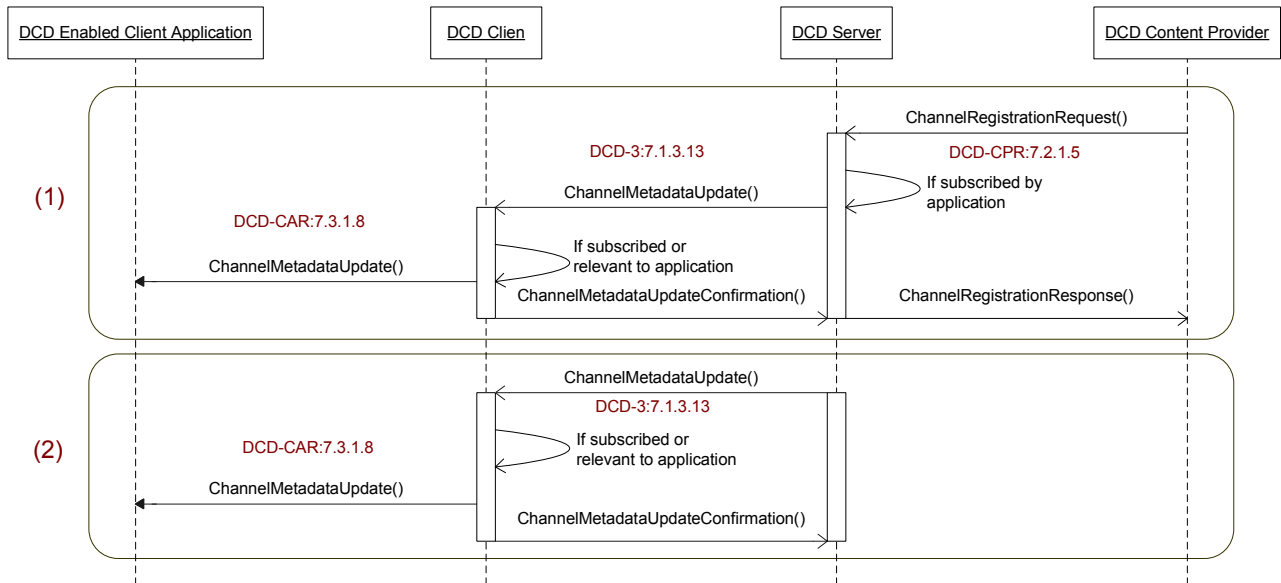 DCD Enabled Client Application
DCD Clien
DCD Server
DCD Content Provider
(1)
ChannelRegistrationRequest()
DCD-3:7.1.3.13
DCD-CPR:7.2.1.5
If subscribed by
application
ChannelMetadataUpdate()
DCD-CAR:7.3.1.8
If subscribed or
relevant to application
ChannelMetadataUpdate()
ChannelMetadataUpdateConfirmation()
ChannelRegistrationResponse()
(2)
ChannelMetadataUpdate()
DCD-3:7.1.3.13
DCD-CAR:7.3.1.8
If subscribed or
relevant to application
ChannelMetadataUpdate()
ChannelMetadataUpdateConfirmation()